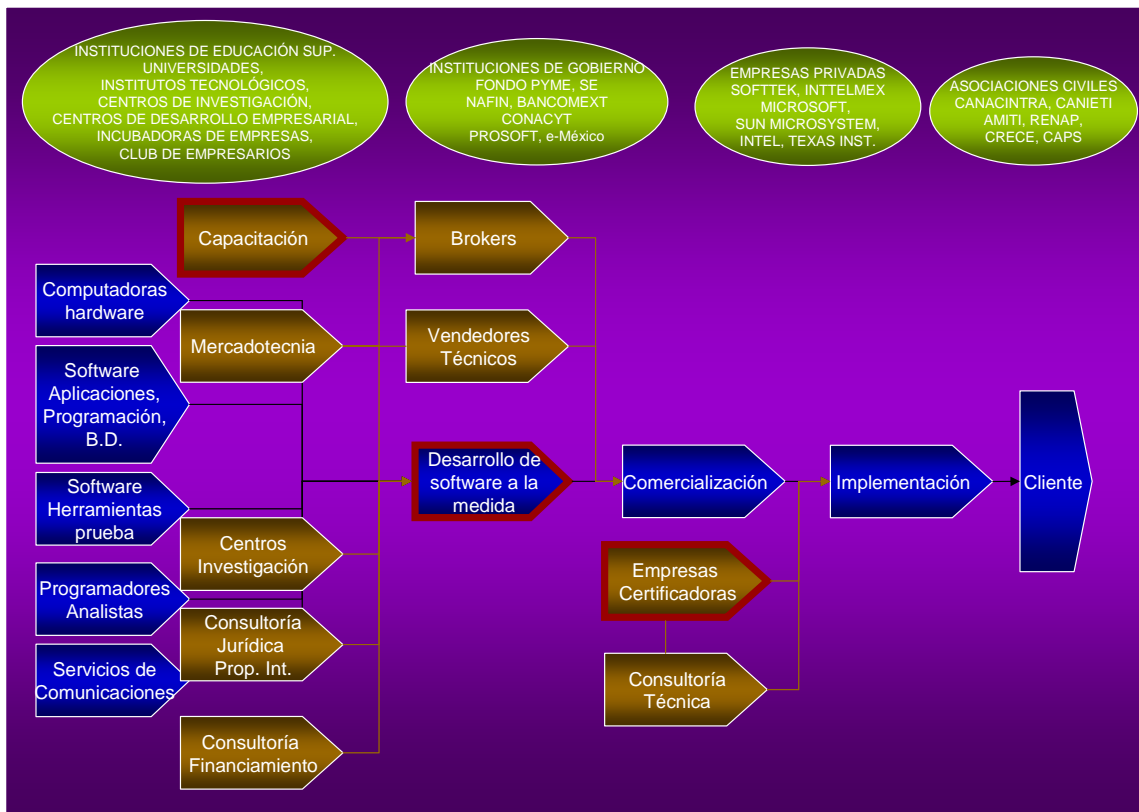 INSTITUCIONES DE EDUCACIÓN SUP.
UNIVERSIDADES,
INSTITUTOS TECNOLÓGICOS,
CENTROS DE INVESTIGACIÓN,
CENTROS DE DESARROLLO EMPRESARIAL,
INCUBADORAS DE EMPRESAS,
CLUB DE EMPRESARIOS
INSTITUCIONES DE GOBIERNO
FONDO PYME, SE
NAFIN, BANCOMEXT
CONACYT
PROSOFT, e-México
EMPRESAS PRIVADAS
SOFTTEK, INTTELMEX
MICROSOFT,
SUN MICROSYSTEM,
INTEL, TEXAS INST.
ASOCIACIONES CIVILES
CANACINTRA, CANIETI
AMITI, RENAP,
CRECE, CAPS
Capacitación
Brokers
Computadoras
hardware
Mercadotecnia
Vendedores
Técnicos
Software
Aplicaciones,
Programación,
B.D.
Desarrollo de
software a la
medida
Comercialización
Implementación
Cliente
Software
Herramientas
prueba
Centros
Investigación
Empresas
Certificadoras
Programadores
Analistas
Consultoría
Jurídica
Prop. Int.
Servicios de
Comunicaciones
Consultoría
Técnica
Consultoría
Financiamiento